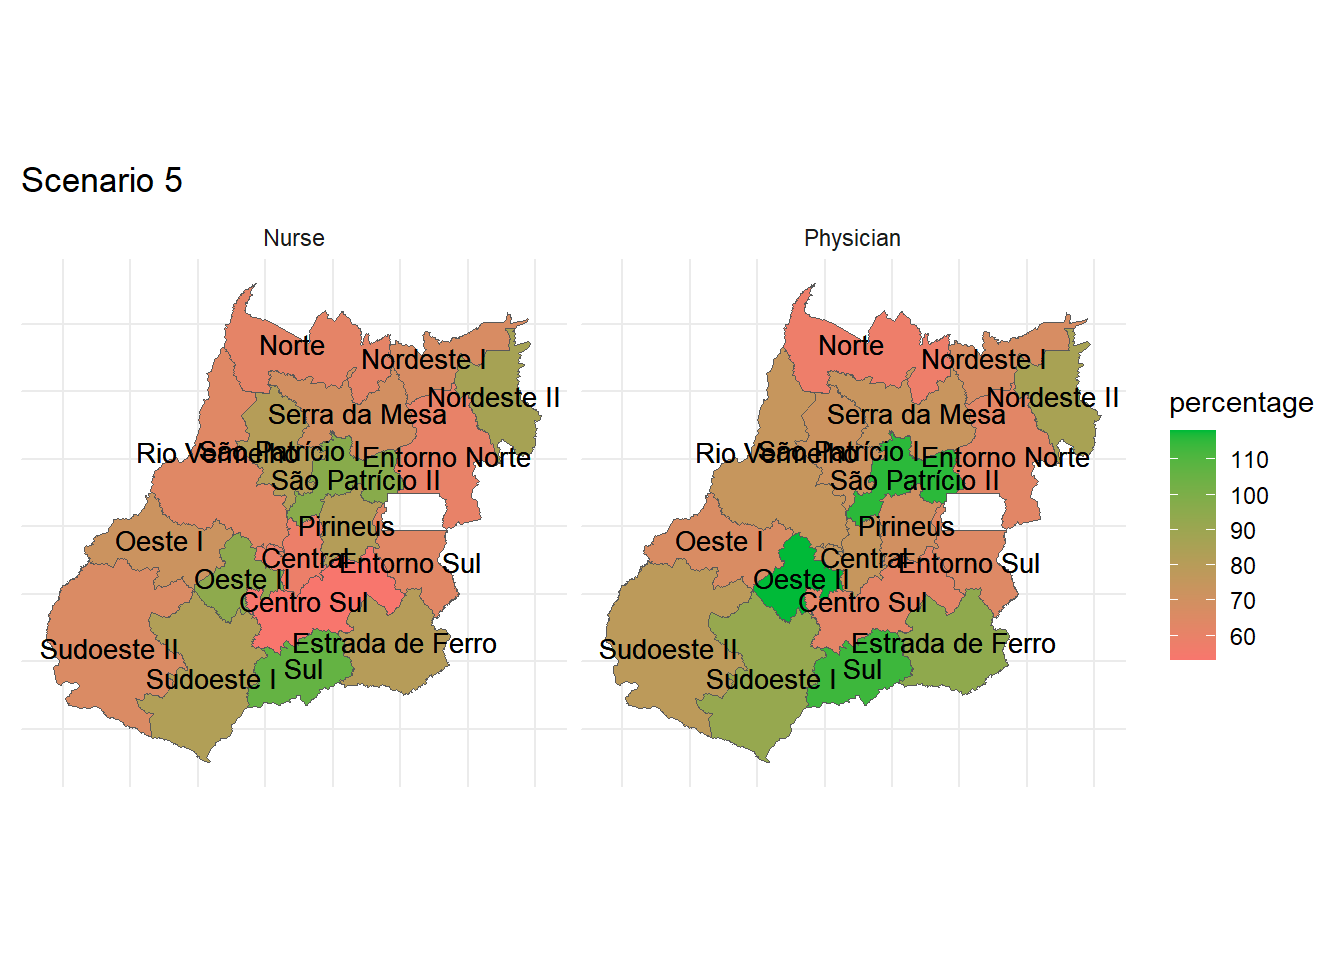 Scenario 5
Nurse
Physician
Norte
Nordeste I
Nordeste II
Serra da Mesa
Rio Vermelho
São Patrício I
Entorno Norte
São Patrício II
Pirineus
Oeste I
Central
Entorno Sul
Oeste II
Centro Sul
Estrada de Ferro
Sudoeste II
Sul
Sudoeste I
Norte
Nordeste I
Nordeste II
Serra da Mesa
Rio Vermelho
São Patrício I
Entorno Norte
São Patrício II
Pirineus
Oeste I
Central
Entorno Sul
Oeste II
Centro Sul
Estrada de Ferro
Sudoeste II
Sul
Sudoeste I
percentage
110
100
90
80
70
60